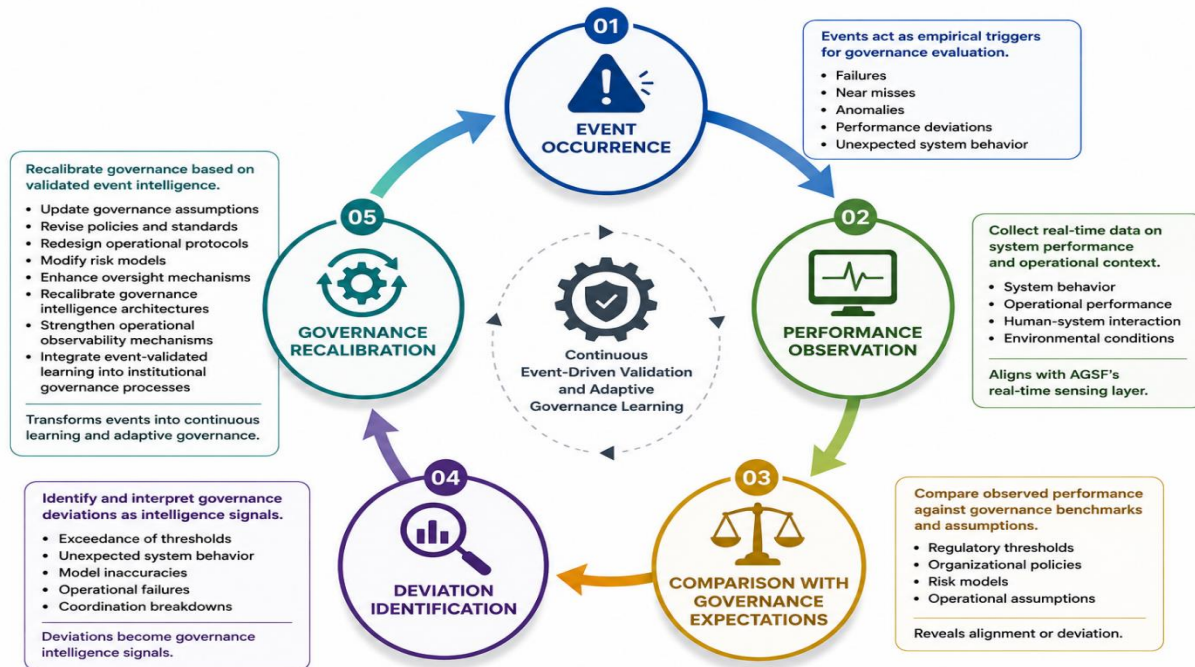 01
EVENT
OCCURRENCE
Events act as empirical triggers
for governance evaluation.
• Failures
• Near misses
• Anomalies
• Performance deviations
• Unexpected system behavior
02
PERFORMANCE
OBSERVATION
Collect real-time data on
system performance
and operational context.
• System behavior
• Operational performance
• Human-system interaction
• Environmental conditions
Aligns with AGSF's
real-time sensing layer.
03
COMPARISON WITH
GOVERNANCE
EXPECTATIONS
Compare observed performance
against governance benchmarks
and assumptions.
• Regulatory thresholds
• Organizational policies
• Risk models
• Operational assumptions
Reveals alignment or deviation.
04
DEVIATION
IDENTIFICATION
Identify and interpret governance
deviations as intelligence signals.
• Exceedance of thresholds
• Unexpected system behavior
• Model inaccuracies
• Operational failures
• Coordination breakdowns
Deviations become governance
intelligence signals.
05
GOVERNANCE
RECALIBRATION
Recalibrate governance based on
validated event intelligence.
• Update governance assumptions
• Revise policies and standards
• Redesign operational protocols
• Modify risk models
• Enhance oversight mechanisms
• Recalibrate governance
intelligence architectures
• Strengthen operational
observability mechanisms
• Integrate event-validated
learning into institutional
governance processes
Transforms events into continuous
learning and adaptive governance.
Continuous
Event-Driven Validation
and Adaptive
Governance Learning